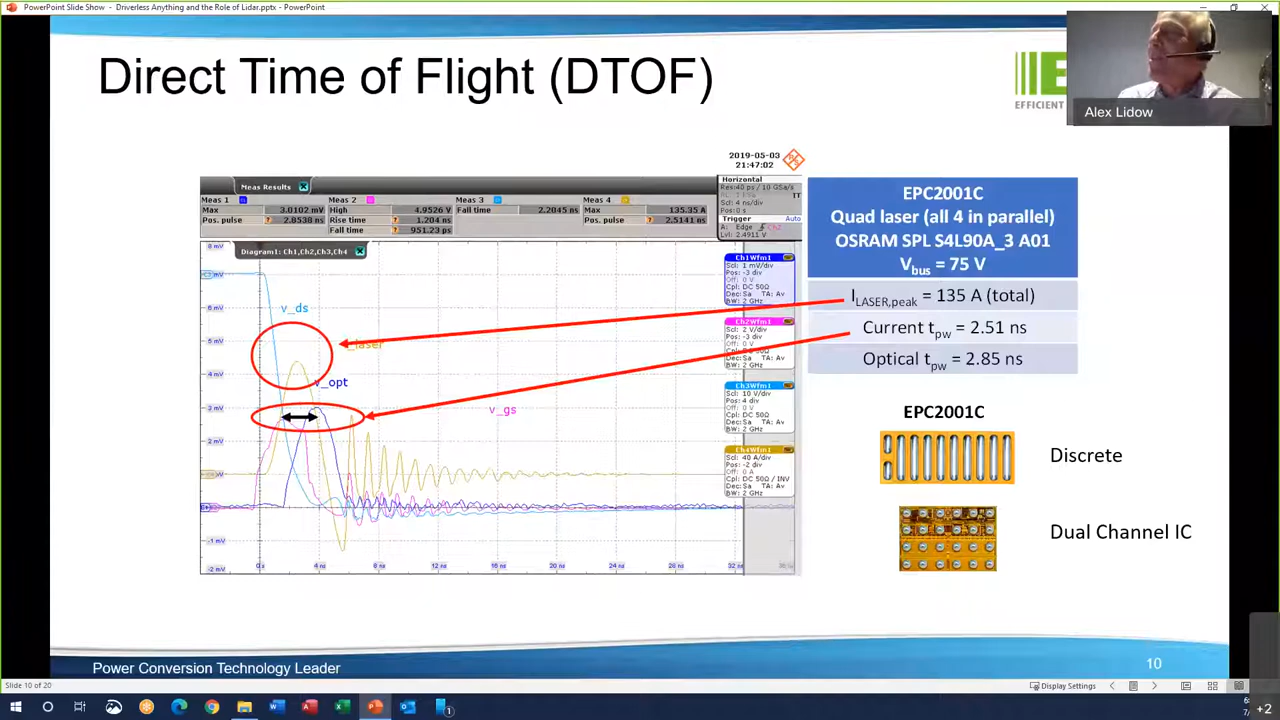 PowerPoint Slide Show - Driverless Anything and the Role of Lidar.pptx - PowerPoint
Direct Time of Flight (DTOF)
EFFICIENT
Alex Lidow
2019-05-03
21:47:02
Meas Results
Meas 1
Max 3.0102 mV
Pos. pulse 2.8538 ns
Meas 2
High 4.9526 V
Rise time 1.204 ns
Fall time 951.23 ps
Meas 3
Fall time 2.2045 ns
Meas 4
Max 135.35 A
Pos. pulse 2.5141 ns
Horizontal
Res:40 ps / 10 GSa/s
Scl: 4 ns/div
Pos:0 s
Trigger Auto
A: Edge Ch2
Lvl: 2.4911 V
Diagram1: Ch1,Ch2,Ch3,Ch4
8 mV
6 mV
5 mV
4 mV
3 mV
2 mV
-1 mV
-2 mV
0 s
4 ns
8 ns
12 ns
16 ns
20 ns
24 ns
28 ns
32 ns
v_ds
laser
v_opt
v_gs
Ch1Wfm1
Scl: 1 mV/div
Pos: -3 div
Off: 0 V
Cpl: DC 50Ω
Dec: Sa TA: Av
BW: 2 GHz
Ch2Wfm1
Scl: 2 V/div
Pos: -3 div
Off: 0 V
Cpl: DC 50Ω
Dec: Sa TA: Av
BW: 2 GHz
Ch3Wfm1
Scl: 10 V/div
Pos: 4 div
Off: 0 V
Cpl: DC 50Ω
Dec: Sa TA: Av
BW: 2 GHz
Ch4Wfm1
Scl: 40 A/div
Pos: -2 div
Off: 0 A
Cpl: DC 50Ω / INV
Dec: Sa TA: Av
BW: 2 GHz
EPC2001C
Quad laser (all 4 in parallel)
OSRAM SPL S4L90A_3 A01
Vbus = 75 V
ILASER,peak = 135 A (total)
Current tpw = 2.51 ns
Optical tpw = 2.85 ns
EPC2001C
Discrete
Dual Channel IC
Power Conversion Technology Leader
10
Slide 10 of 20
Display Settings
+2